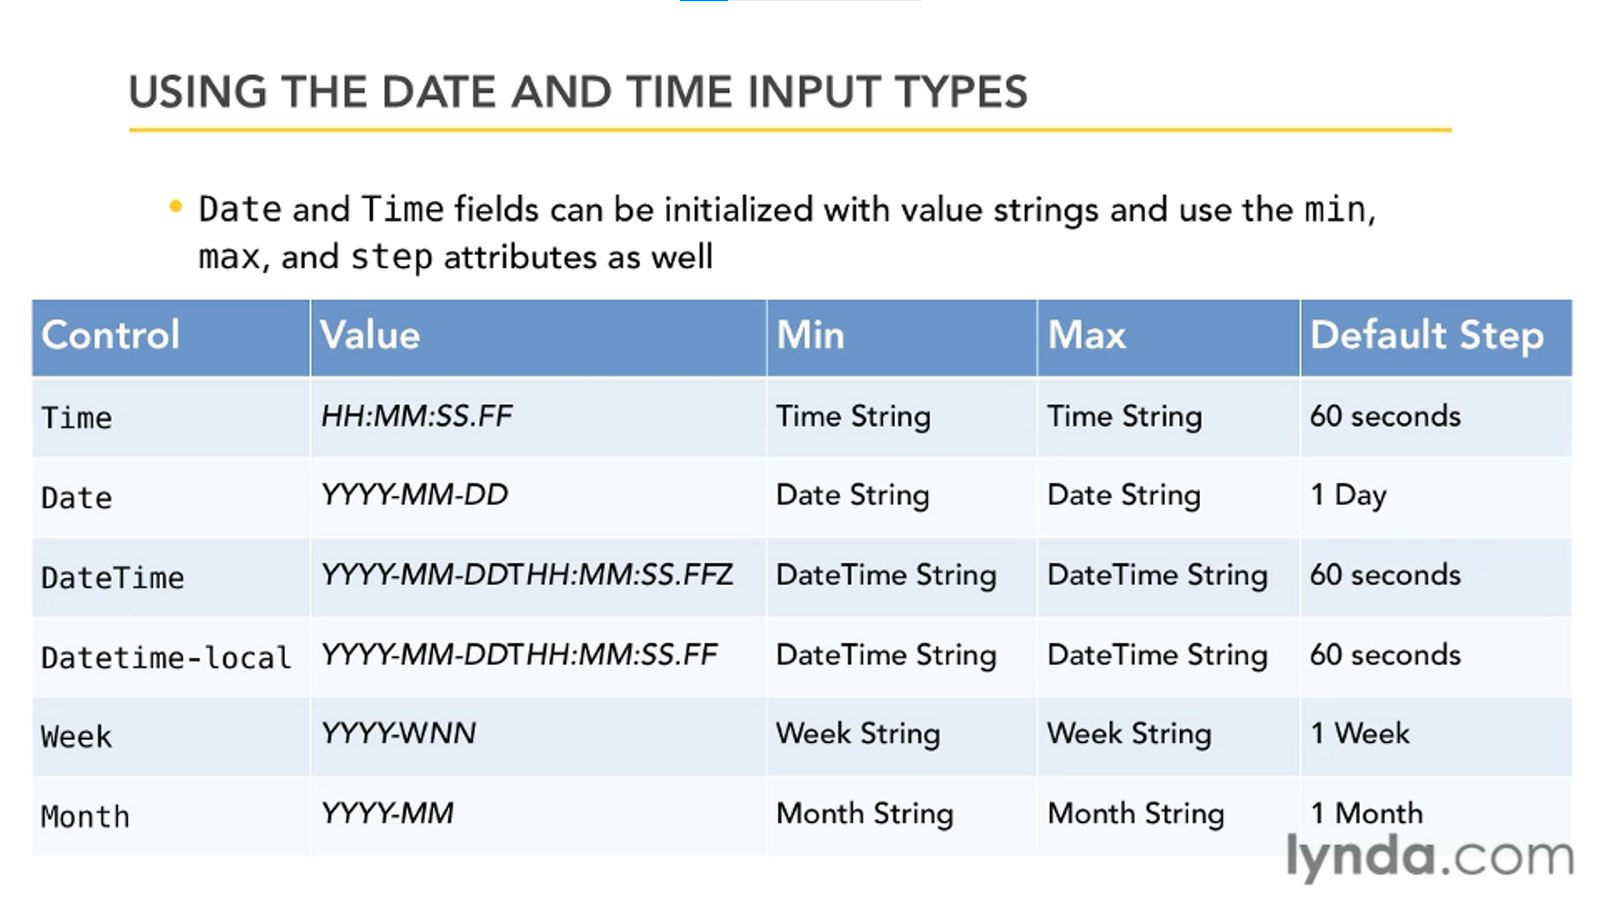 USING THE DATE AND TIME INPUT TYPES
• Date and Time fields can be initialized with value strings and use the min,
max, and step attributes as well
Control Value Min Max Default Step
Time HH:MM:SS.FF Time String Time String 60 seconds
Date YYYY-MM-DD Date String Date String 1 Day
DateTime YYYY-MM-DDTHH:MM:SS.FFZ DateTime String DateTime String 60 seconds
Datetime-local YYYY-MM-DDTHH:MM:SS.FF DateTime String DateTime String 60 seconds
Week YYYY-WNN Week String Week String 1 Week
Month YYYY-MM Month String Month String 1 Month
lynda.com